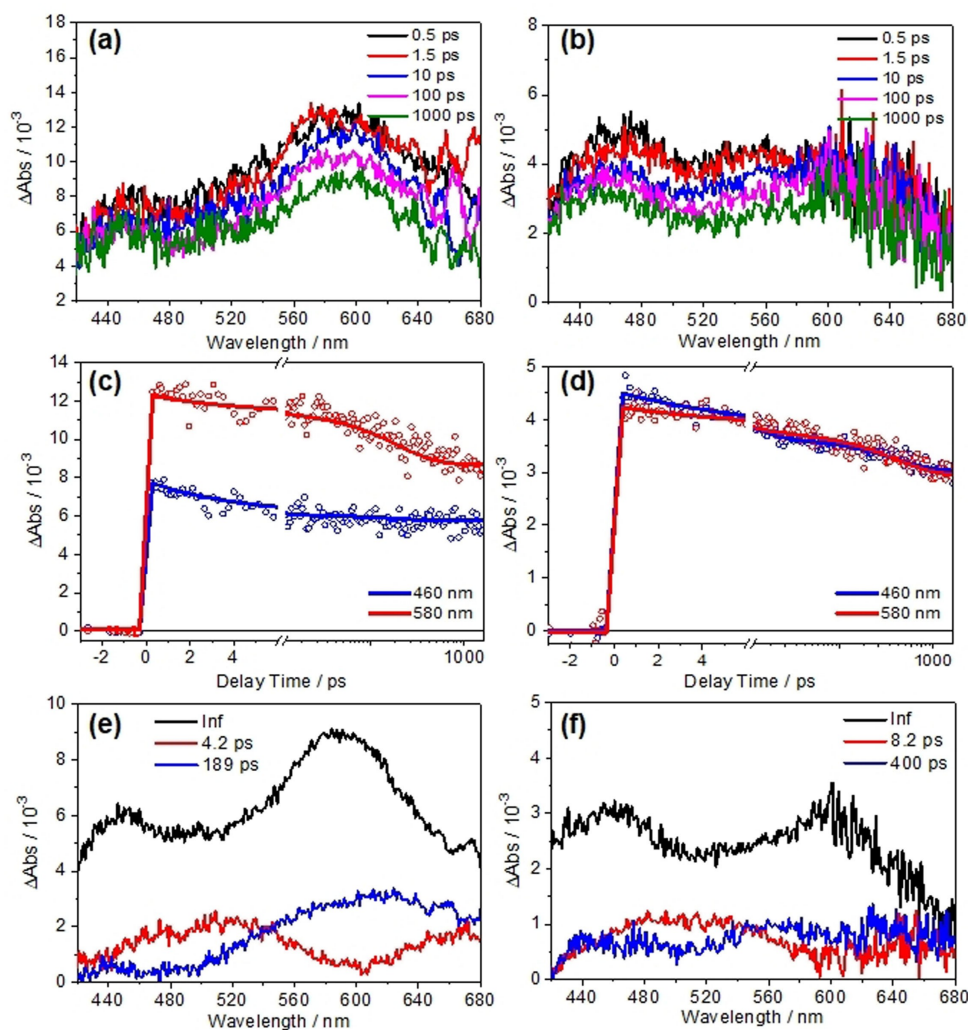 (a)
0.5 ps
1.5 ps
10 ps
100 ps
1000 ps
18
16
14
12
10
8
6
4
2
ΔAbs / 10⁻³
440 480 520 560 600 640 680
Wavelength / nm
(b)
0.5 ps
1.5 ps
10 ps
100 ps
1000 ps
8
6
4
2
0
ΔAbs / 10⁻³
440 480 520 560 600 640 680
Wavelength / nm
(c)
14
12
10
8
6
4
2
0
ΔAbs / 10⁻³
460 nm
580 nm
-2 0 2 4 1000
Delay Time / ps
(d)
5
4
3
2
1
0
ΔAbs / 10⁻³
460 nm
580 nm
-2 0 2 4 1000
Delay Time / ps
(e)
Inf
4.2 ps
189 ps
10
8
6
4
2
0
ΔAbs / 10⁻³
440 480 520 560 600 640 680
Wavelength / nm
(f)
Inf
8.2 ps
400 ps
5
4
3
2
1
0
ΔAbs / 10⁻³
440 480 520 560 600 640 680
Wavelength / nm